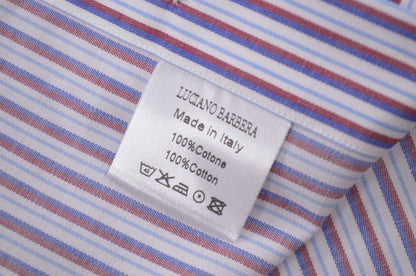 LUCIANO BARBERA
Made in Italy
100%Cotone
100%Cotton